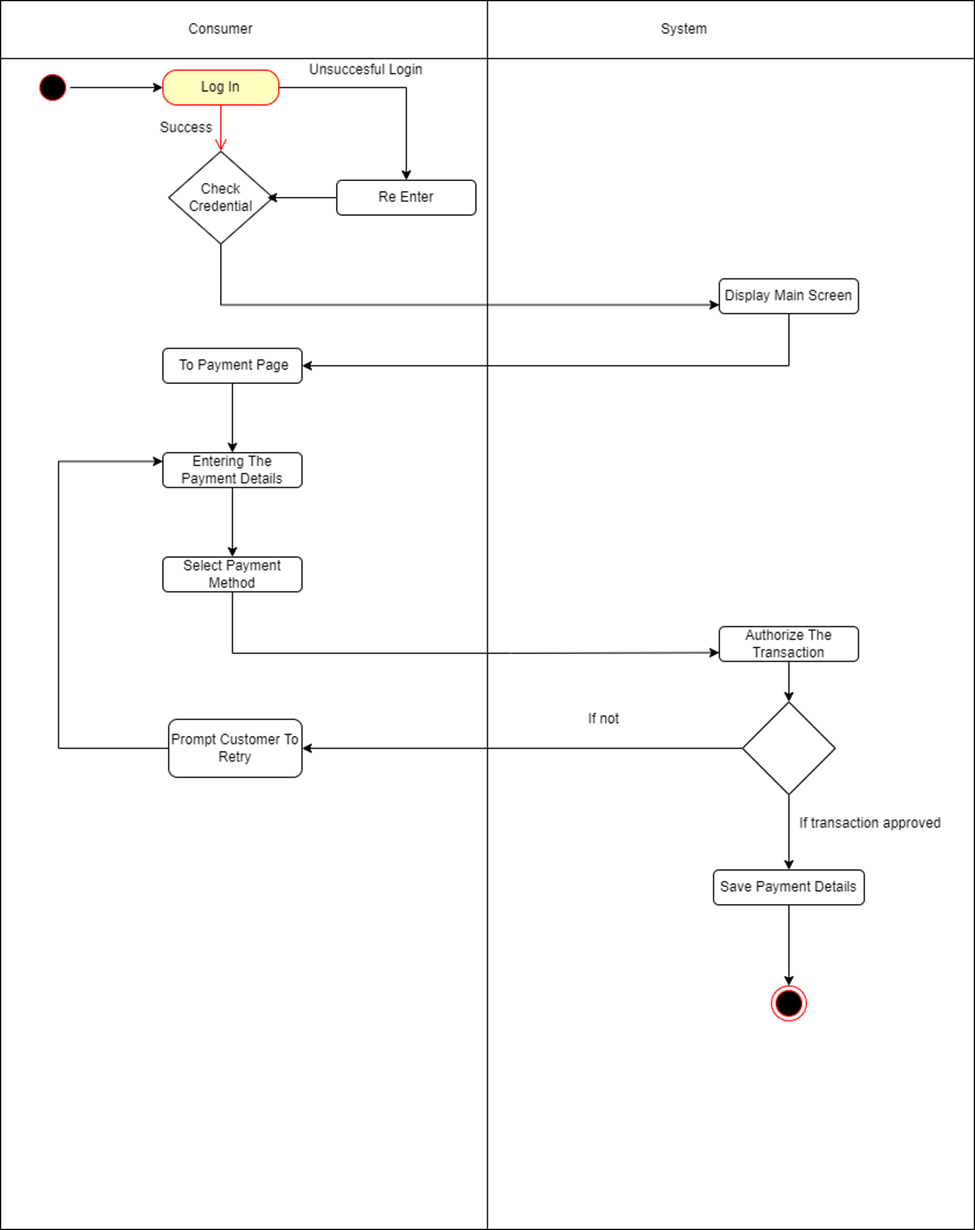 Consumer
System
Unsuccesful Login
Log In
Success
Check
Credential
Re Enter
Display Main Screen
To Payment Page
Entering The
Payment Details
Select Payment
Method
Authorize The
Transaction
If not
Prompt Customer To
Retry
If transaction approved
Save Payment Details